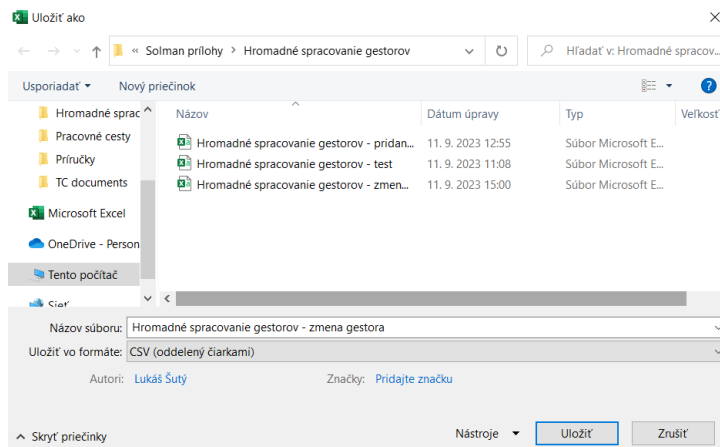 Uložiť ako
« Solman prílohy > Hromadné spracovanie gestorov
Hľadať v: Hromadné spracov...
Usporiadať
Nový priečinok
Názov
Dátum úpravy
Typ
Veľkosť
Hromadné sprac
Pracovné cesty
Príručky
TC documents
Microsoft Excel
OneDrive - Person
Tento počítač
Sieť
Hromadné spracovanie gestorov - pridan... 11. 9. 2023 12:55 Súbor Microsoft E...
Hromadné spracovanie gestorov - test 11. 9. 2023 11:08 Súbor Microsoft E...
Hromadné spracovanie gestorov - zmen... 11. 9. 2023 15:00 Súbor Microsoft E...
Názov súboru: Hromadné spracovanie gestorov - zmena gestora
Uložiť vo formáte: CSV (oddelený čiarkami)
Autori: Lukáš Šutý
Značky: Pridajte značku
Skryť priečinky
Nástroje
Uložiť
Zrušiť